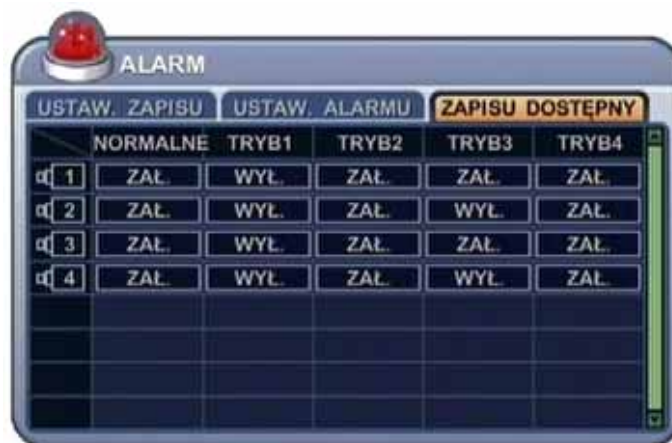 ALARM
USTAW. ZAPISU USTAW. ALARMU ZAPISU DOSTĘPNY
NORMALNE TRYB1 TRYB2 TRYB3 TRYB4
1 ZAŁ. WYŁ. ZAŁ. ZAŁ. ZAŁ.
2 ZAŁ. WYŁ. ZAŁ. WYŁ. ZAŁ.
3 ZAŁ. WYŁ. ZAŁ. ZAŁ. ZAŁ.
4 ZAŁ. WYŁ. ZAŁ. WYŁ. ZAŁ.